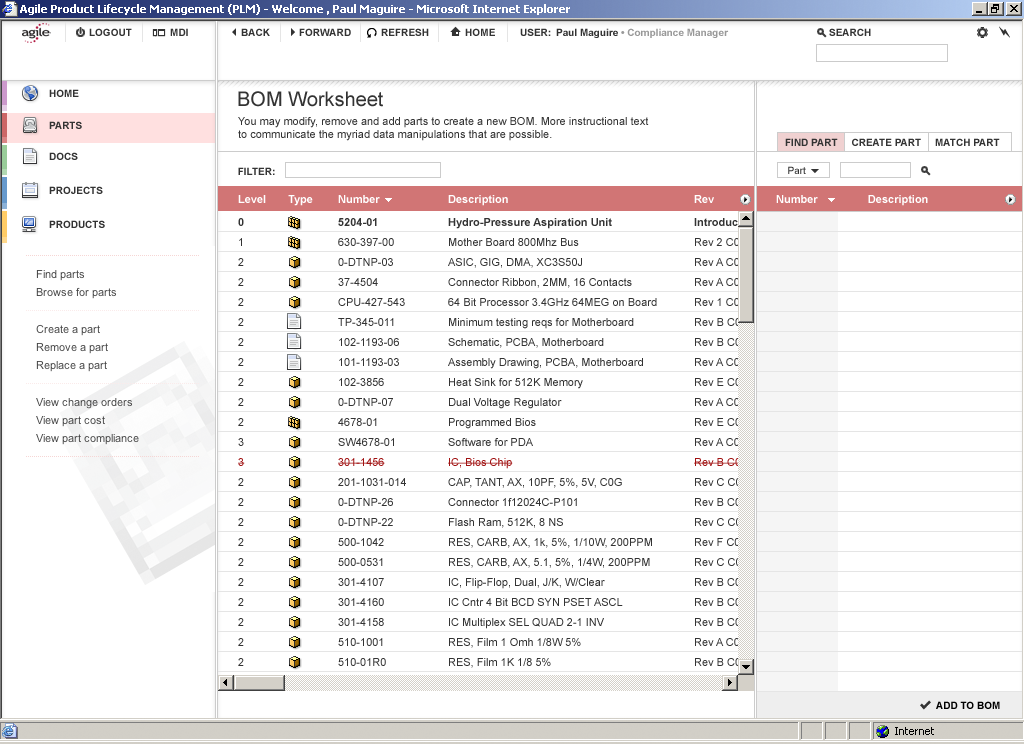 Agile Product Lifecycle Management (PLM) - Welcome , Paul Maguire - Microsoft Internet Explorer
agile LOGOUT MDI BACK FORWARD REFRESH HOME USER: Paul Maguire • Compliance Manager SEARCH
HOME
PARTS
DOCS
PROJECTS
PRODUCTS
Find parts
Browse for parts
Create a part
Remove a part
Replace a part
View change orders
View part cost
View part compliance
BOM Worksheet
You may modify, remove and add parts to create a new BOM. More instructional text
to communicate the myriad data manipulations that are possible.
FILTER:
Level Type Number Description Rev
0 5204-01 Hydro-Pressure Aspiration Unit Introduc
1 630-397-00 Mother Board 800Mhz Bus Rev 2 C0
2 0-DTNP-03 ASIC, GIG, DMA, XC3S50J Rev A C0
2 37-4504 Connector Ribbon, 2MM, 16 Contacts Rev A C0
2 CPU-427-543 64 Bit Processor 3.4GHz 64MEG on Board Rev 1 C0
2 TP-345-011 Minimum testing reqs for Motherboard Rev B C0
2 102-1193-06 Schematic, PCBA, Motherboard Rev B C0
2 101-1193-03 Assembly Drawing, PCBA, Motherboard Rev A C0
2 102-3856 Heat Sink for 512K Memory Rev E C0
2 0-DTNP-07 Dual Voltage Regulator Rev A C0
2 4678-01 Programmed Bios Rev E C0
3 SW4678-01 Software for PDA Rev A C0
3 301-1456 IC, Bios Chip Rev B C0
2 201-1031-014 CAP, TANT, AX, 10PF, 5%, 5V, C0G Rev C C0
2 0-DTNP-26 Connector 1f12024C-P101 Rev B C0
2 0-DTNP-22 Flash Ram, 512K, 8 NS Rev C C0
2 500-1042 RES, CARB, AX, 1k, 5%, 1/10W, 200PPM Rev F C0
2 500-0531 RES, CARB, AX, 5.1, 5%, 1/4W, 200PPM Rev C C0
2 301-4107 IC, Flip-Flop, Dual, J/K, W/Clear Rev B C0
2 301-4160 IC Cntr 4 Bit BCD SYN PSET ASCL Rev B C0
2 301-4158 IC Multiplex SEL QUAD 2-1 INV Rev B C0
2 510-1001 RES, Film 1 Omh 1/8W 5% Rev A C0
2 510-01R0 RES, Film 1K 1/8 5% Rev B C0
FIND PART CREATE PART MATCH PART
Part
Number Description
ADD TO BOM
Internet